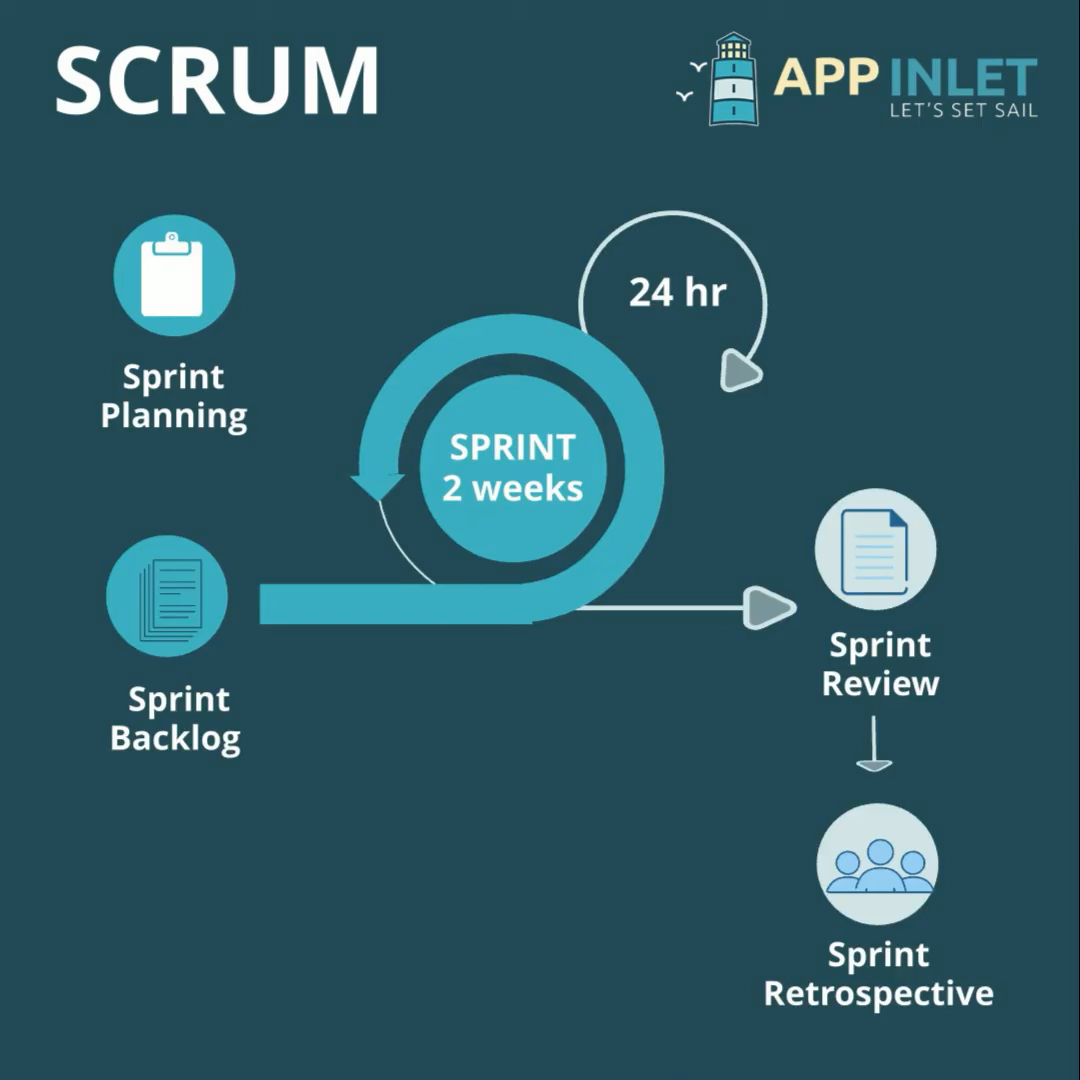 SCRUM
APP INLET
LET'S SET SAIL
Sprint
Planning
24 hr
SPRINT
2 weeks
Sprint
Backlog
Sprint
Review
Sprint
Retrospective